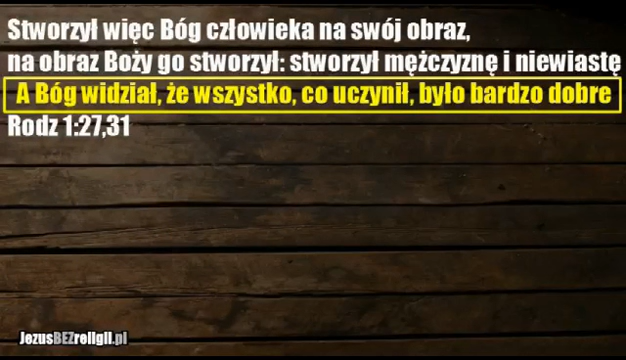 Stworzył więc Bóg człowieka na swój obraz,
na obraz Boży go stworzył: stworzył mężczyznę i niewiastę
A Bóg widział, że wszystko, co uczynił, było bardzo dobre
Rodz 1:27,31
JezusBEZreligii.pl